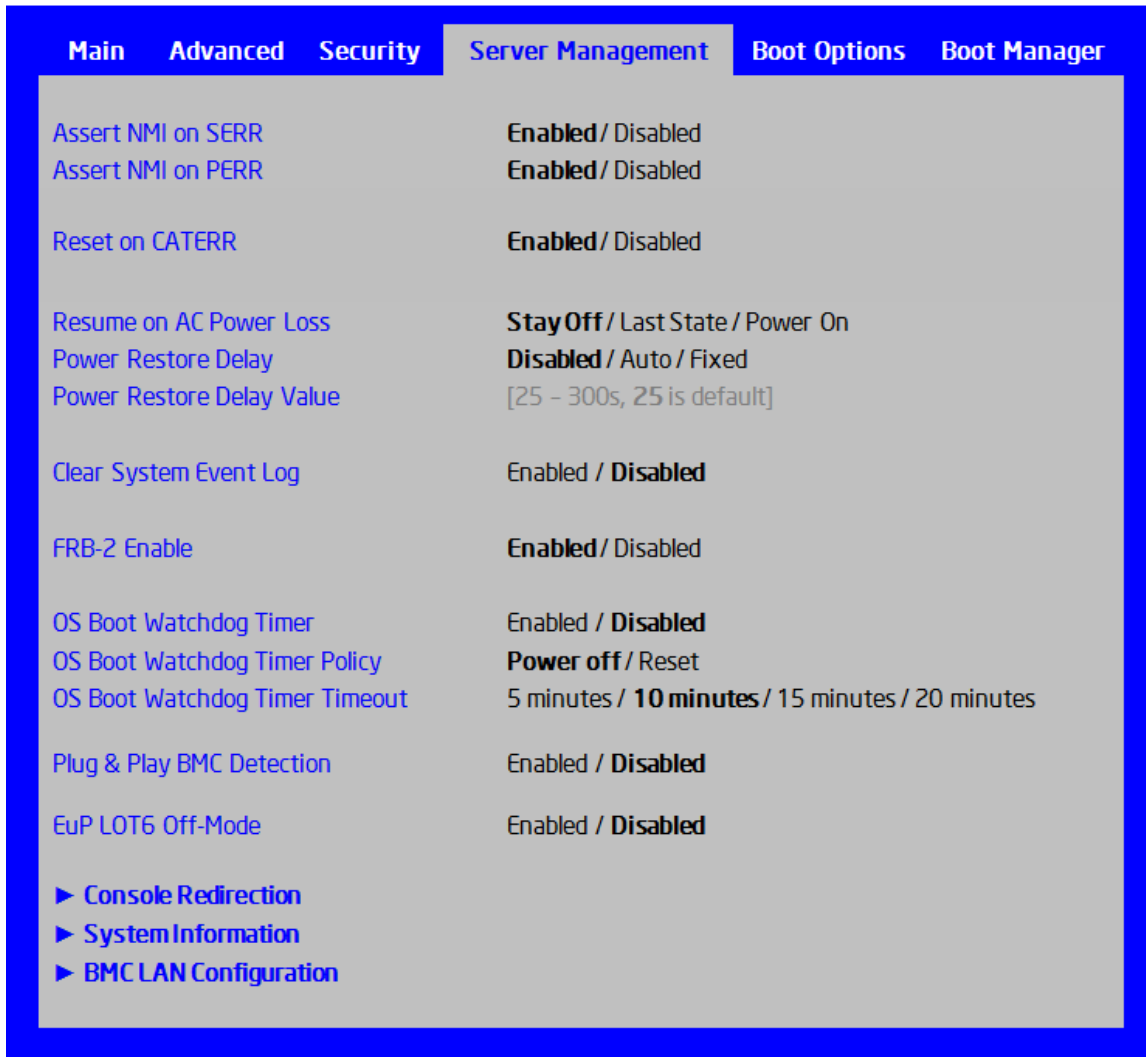 Main Advanced Security Server Management Boot Options Boot Manager
Assert NMI on SERR Enabled / Disabled
Assert NMI on PERR Enabled / Disabled
Reset on CATERR Enabled / Disabled
Resume on AC Power Loss Stay Off / Last State / Power On
Power Restore Delay Disabled / Auto / Fixed
Power Restore Delay Value [25 – 300s, 25 is default]
Clear System Event Log Enabled / Disabled
FRB-2 Enable Enabled / Disabled
OS Boot Watchdog Timer Enabled / Disabled
OS Boot Watchdog Timer Policy Power off / Reset
OS Boot Watchdog Timer Timeout 5 minutes / 10 minutes / 15 minutes / 20 minutes
Plug & Play BMC Detection Enabled / Disabled
EuP LOT6 Off-Mode Enabled / Disabled
► Console Redirection
► System Information
► BMC LAN Configuration